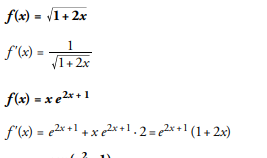 f(x) = √(1 + 2x)
f'(x) = 1/√(1 + 2x)
f(x) = x e^(2x + 1)
f'(x) = e^(2x + 1) + x e^(2x + 1) · 2 = e^(2x + 1) (1 + 2x)